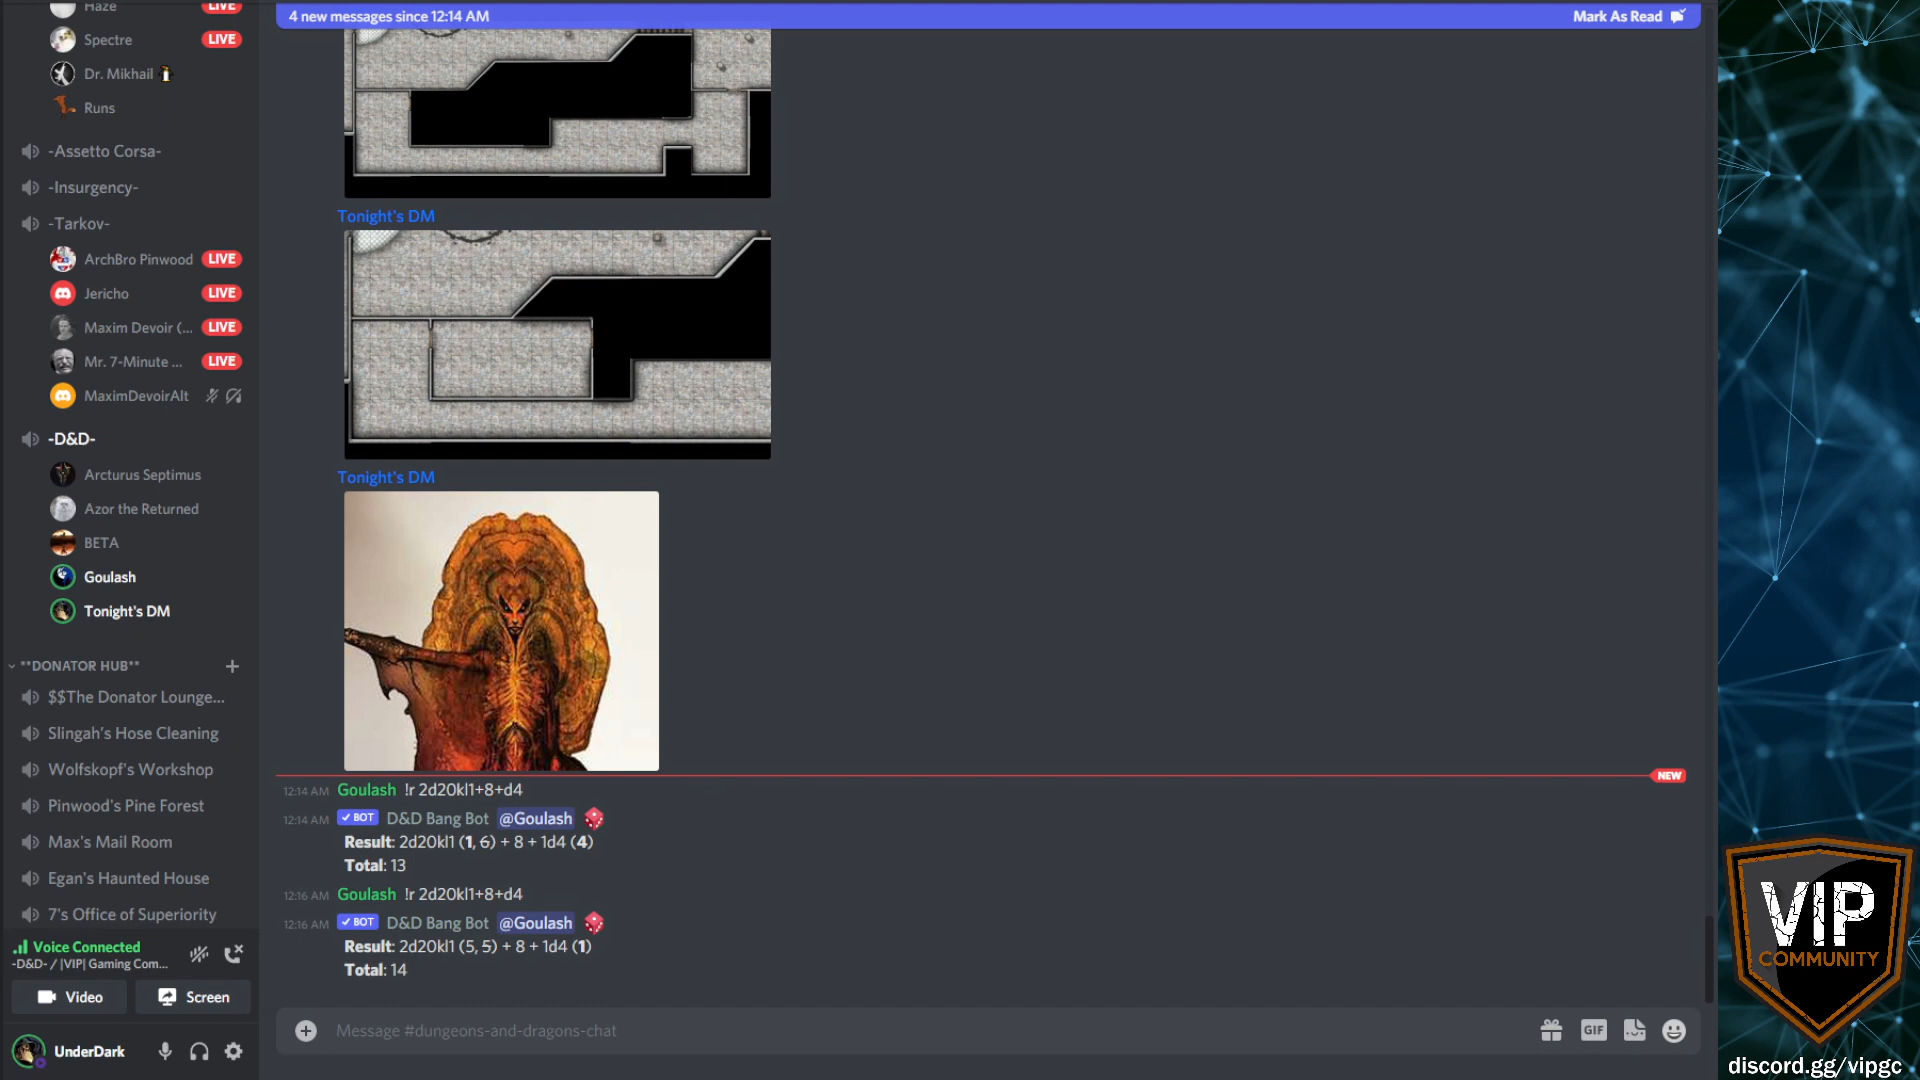 Haze LIVE
Spectre LIVE
Dr. Mikhail
Runs
-Assetto Corsa-
-Insurgency-
-Tarkov-
ArchBro Pinwood LIVE
Jericho LIVE
Maxim Devoir (... LIVE
Mr. 7-Minute ... LIVE
MaximDevoirAlt
-D&D-
Arcturus Septimus
Azor the Returned
BETA
Goulash
Tonight's DM
**DONATOR HUB**
$$The Donator Lounge...
Slingah's Hose Cleaning
Wolfskopf's Workshop
Pinwood's Pine Forest
Max's Mail Room
Egan's Haunted House
7's Office of Superiority
Voice Connected
-D&D- / |VIP| Gaming Com...
Video Screen
UnderDark
4 new messages since 12:14 AM Mark As Read
Tonight's DM
Tonight's DM
NEW
12:14 AM Goulash !r 2d20kl1+8+d4
12:14 AM BOT D&D Bang Bot @Goulash
Result: 2d20kl1 (1, 6) + 8 + 1d4 (4)
Total: 13
12:16 AM Goulash !r 2d20kl1+8+d4
12:16 AM BOT D&D Bang Bot @Goulash
Result: 2d20kl1 (5, 5) + 8 + 1d4 (1)
Total: 14
Message #dungeons-and-dragons-chat
GIF
VIP
COMMUNITY
discord.gg/vipgc